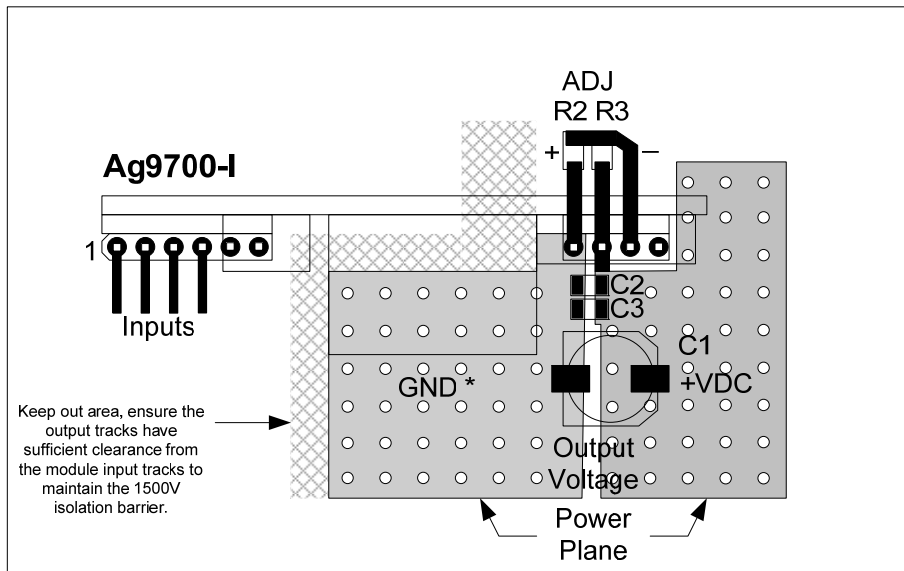 ADJ
R2 R3
+ −
Ag9700-I
1
Inputs
C2
C3
C1
GND *
+VDC
Keep out area, ensure the
output tracks have
sufficient clearance from
the module input tracks to
maintain the 1500V
isolation barrier.
Output
Voltage
Power
Plane